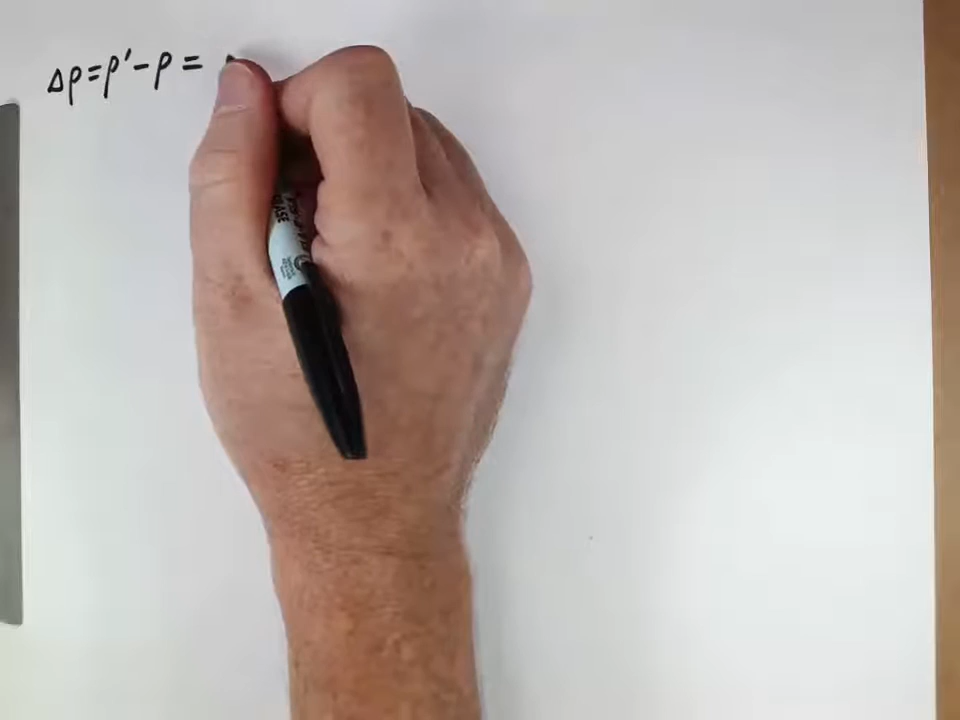 Δp = p' - p =